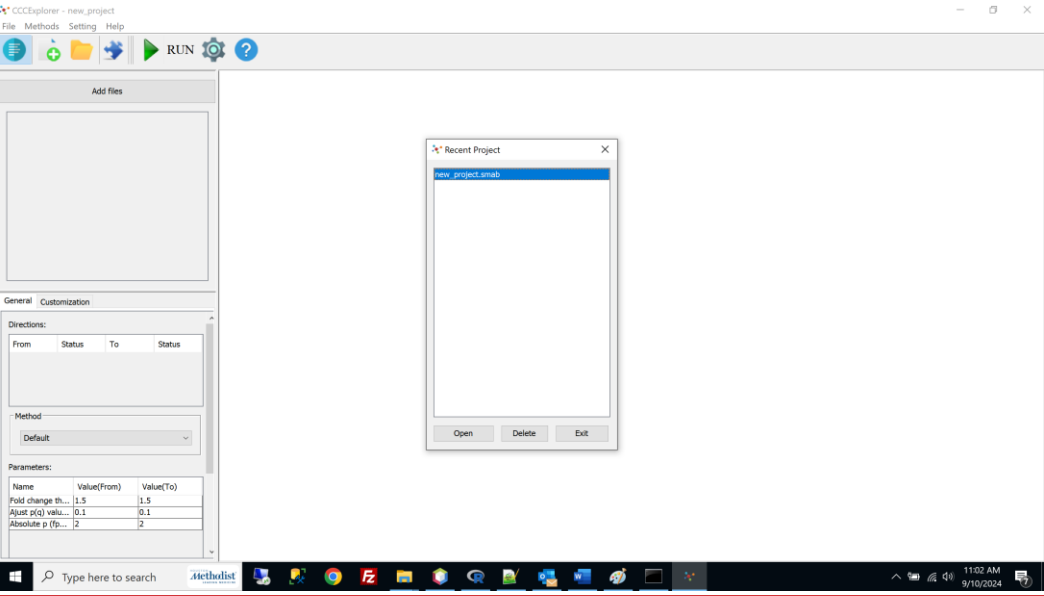 CCCExplorer - new_project
File Methods Setting Help
RUN
Add files
Recent Project
new_project.smab
Open Delete Exit
General Customization
Directions:
From Status To Status
Method
Default
Parameters:
Name Value(From) Value(To)
Fold change th... 1.5 1.5
Ajust p(q) valu... 0.1 0.1
Absolute p (fp... 2 2
Type here to search
Methodist
11:02 AM
9/10/2024